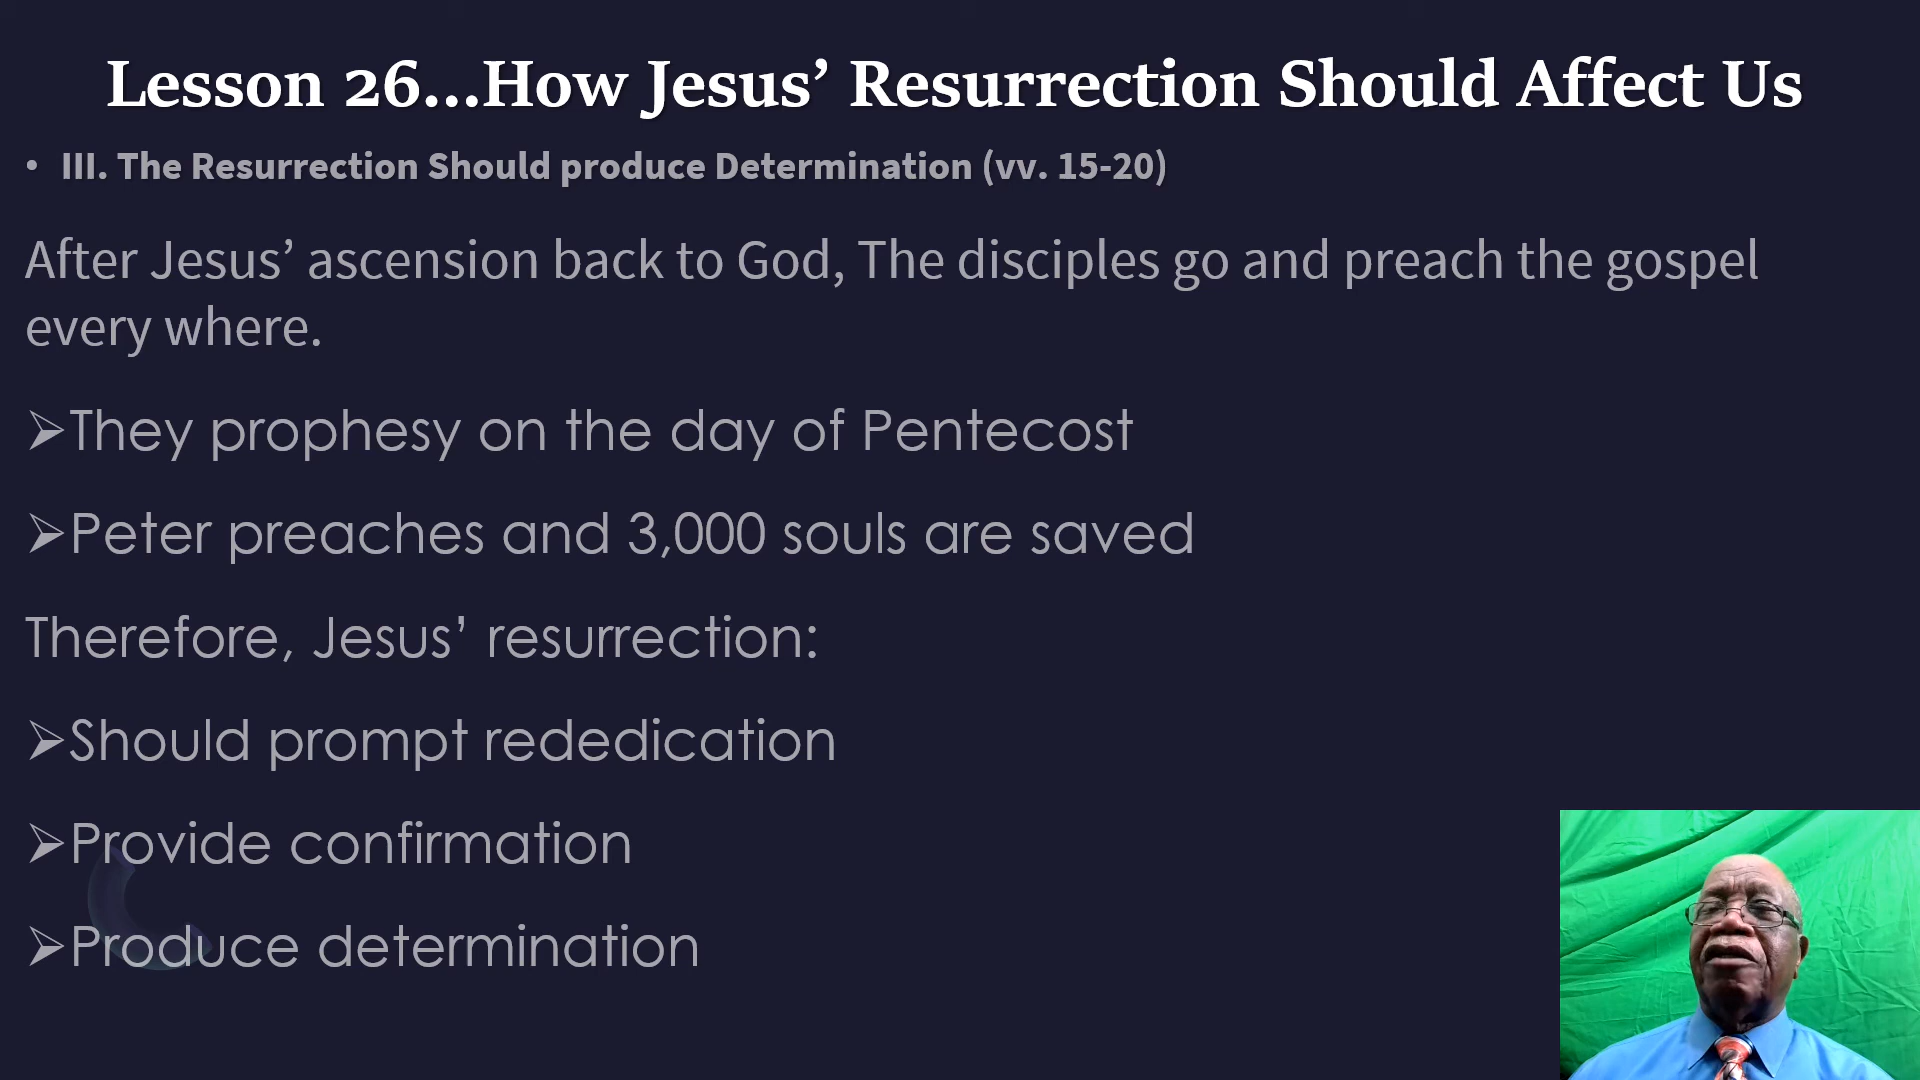 Lesson 26...How Jesus’ Resurrection Should Affect Us
• III. The Resurrection Should produce Determination (vv. 15-20)
After Jesus’ ascension back to God, The disciples go and preach the gospel
every where.
➢They prophesy on the day of Pentecost
➢Peter preaches and 3,000 souls are saved
Therefore, Jesus’ resurrection:
➢Should prompt rededication
➢Provide confirmation
➢Produce determination